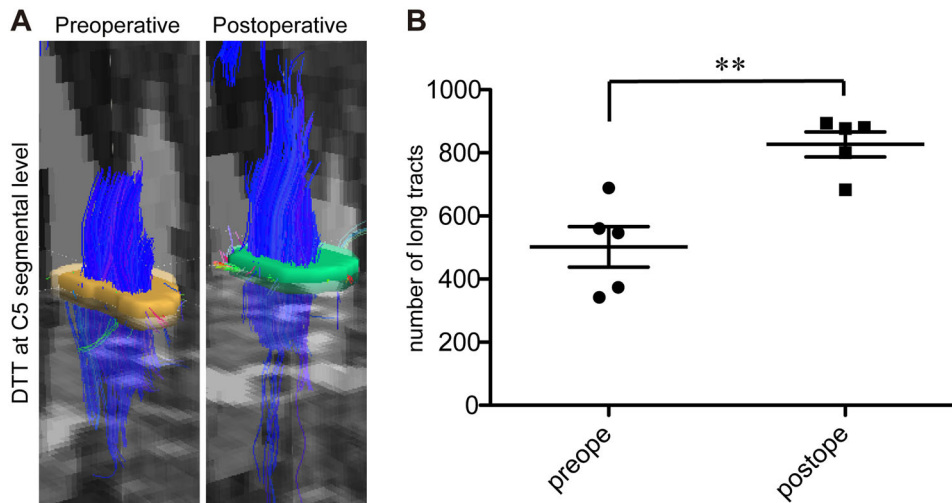 A
Preoperative
Postoperative
DTT at C5 segmental level
B
**
number of long tracts
1000
800
600
400
200
0
preope
postope